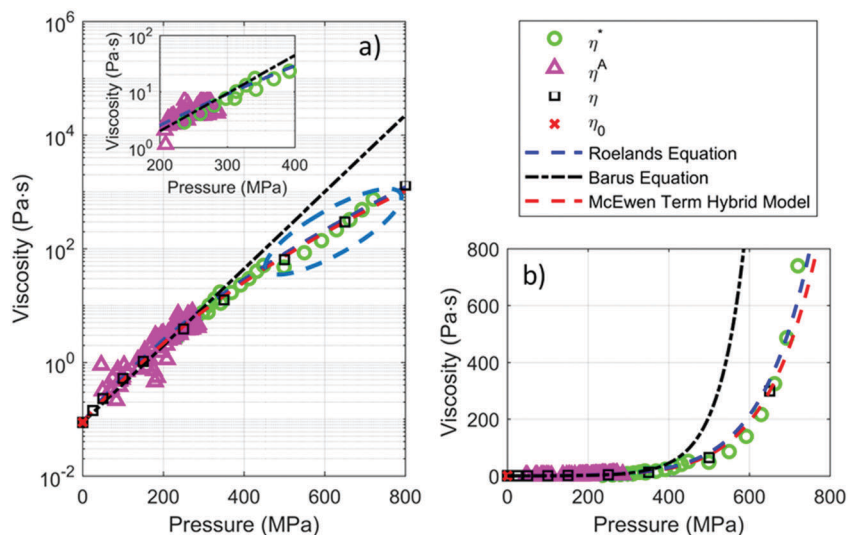 10^6
10^4
10^2
10^0
10^-2
Viscosity (Pa·s)
0 200 400 600 800
Pressure (MPa)
a)
10^2
10^1
10^0
Viscosity (Pa·s)
200 300 400
Pressure (MPa)
η*
η^A
η
η_0
Roelands Equation
Barus Equation
McEwen Term Hybrid Model
b)
800
600
400
200
0
Viscosity (Pa·s)
0 200 400 600 800
Pressure (MPa)